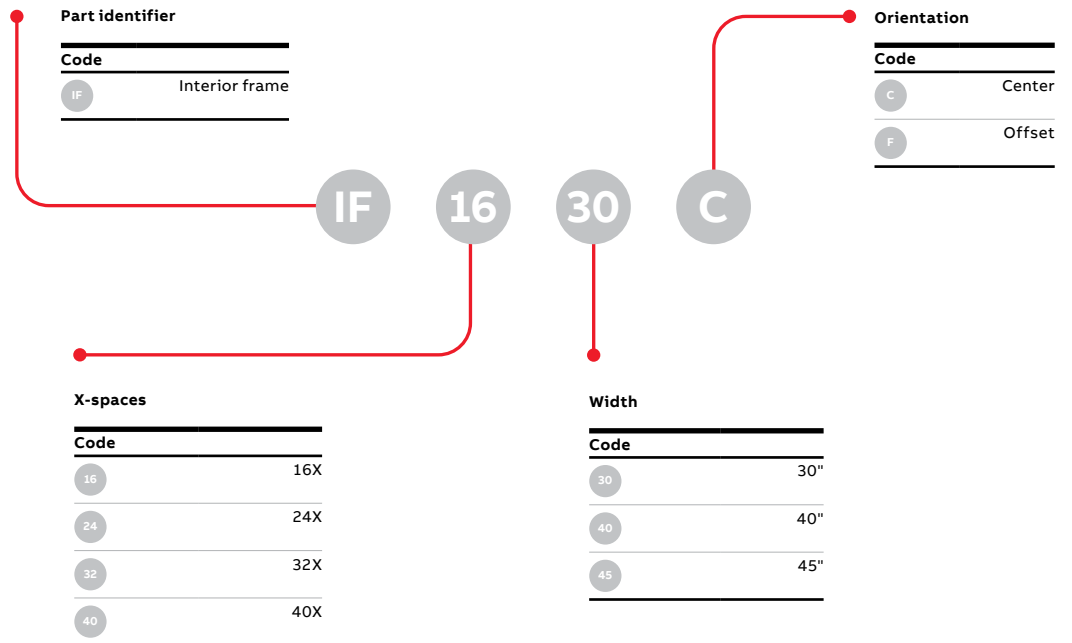 Part identifier
Code
IF Interior frame
Orientation
Code
C Center
F Offset
IF 16 30 C
X-spaces
Code
16 16X
24 24X
32 32X
40 40X
Width
Code
30 30"
40 40"
45 45"